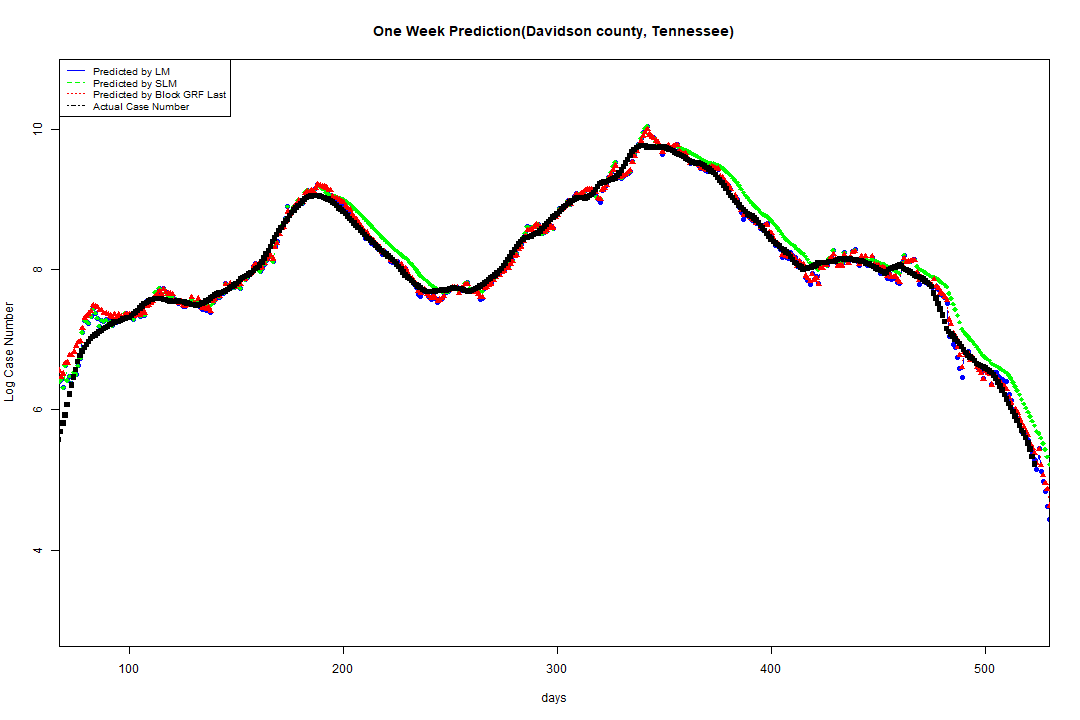 One Week Prediction(Davidson county, Tennessee)
Predicted by LM
Predicted by SLM
Predicted by Block GRF Last
Actual Case Number
10
8
6
4
Log Case Number
100 200 300 400 500
days